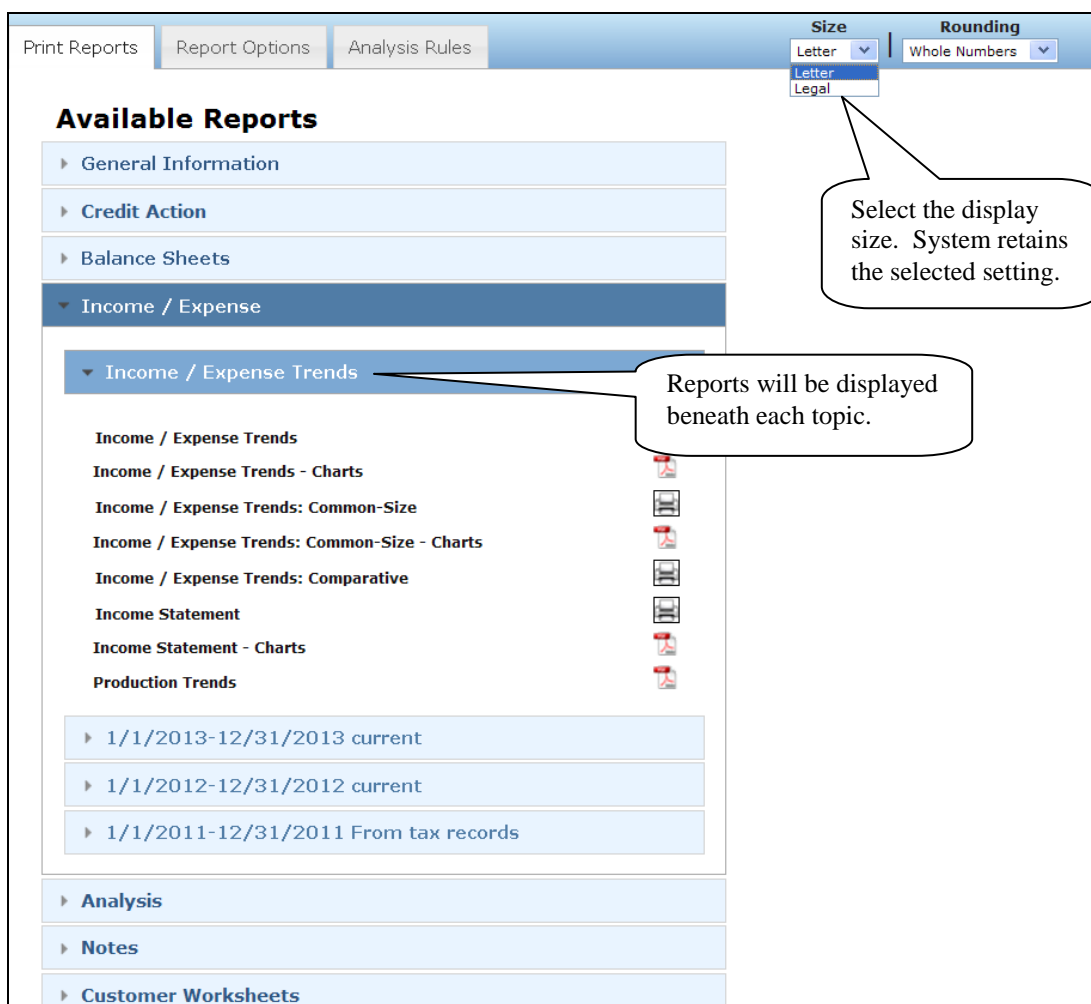 Size Rounding
Print Reports Report Options Analysis Rules Letter | Whole Numbers
Letter
Legal
Available Reports
General Information
Credit Action
Balance Sheets
Select the display
size. System retains
the selected setting.
Income / Expense
Income / Expense Trends
Reports will be displayed
beneath each topic.
Income / Expense Trends
Income / Expense Trends - Charts
Income / Expense Trends: Common-Size
Income / Expense Trends: Common-Size - Charts
Income / Expense Trends: Comparative
Income Statement
Income Statement - Charts
Production Trends
1/1/2013-12/31/2013 current
1/1/2012-12/31/2012 current
1/1/2011-12/31/2011 From tax records
Analysis
Notes
Customer Worksheets